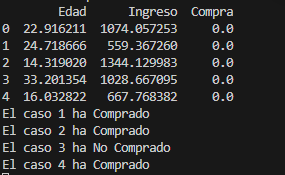 Edad Ingreso Compra
0 22.916211 1074.057253 0.0
1 24.718666 559.367260 0.0
2 14.319020 1344.129983 0.0
3 33.201354 1028.667095 0.0
4 16.032822 667.768382 0.0
El caso 1 ha Comprado
El caso 2 ha Comprado
El caso 3 ha No Comprado
El caso 4 ha Comprado